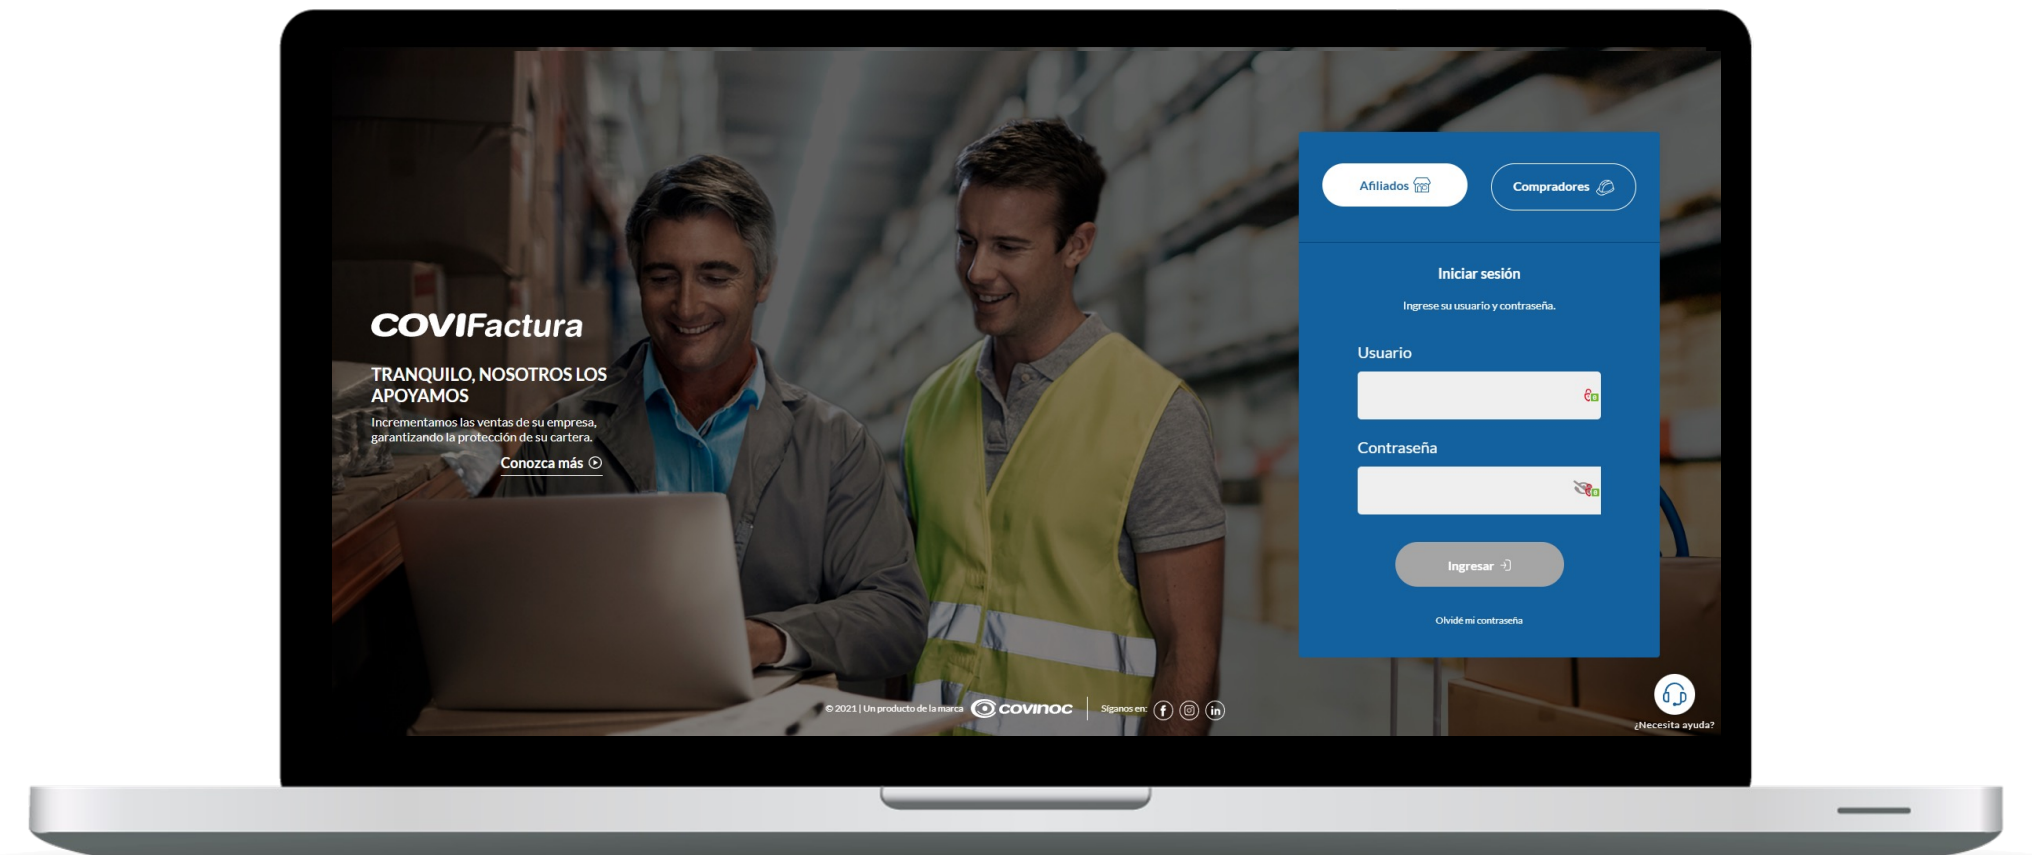 COVIFactura
TRANQUILO, NOSOTROS LOS
APOYAMOS
Incrementamos las ventas de su empresa,
garantizando la protección de su cartera.
Conozca más
Afiliados
Compradores
Iniciar sesión
Ingrese su usuario y contraseña.
Usuario
Contraseña
Ingresar
Olvidé mi contraseña
© 2021 | Un producto de la marca covinoc
Síganos en:
¿Necesita ayuda?